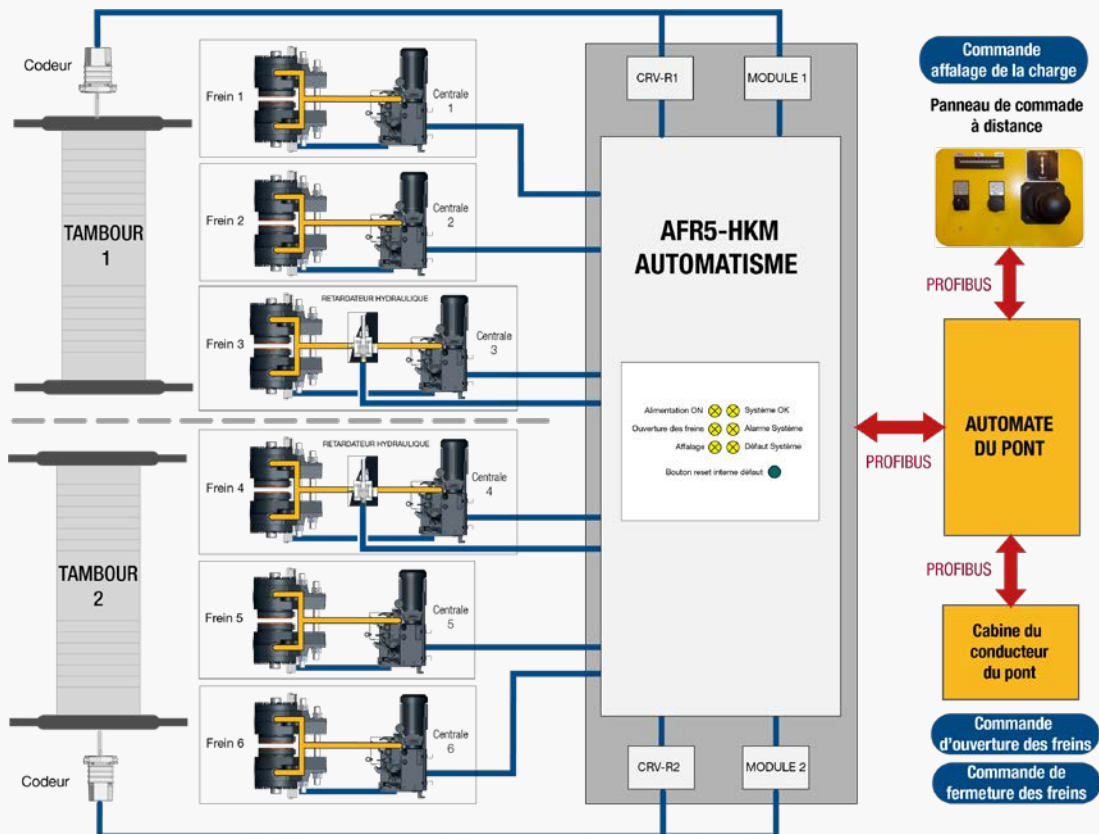 Codeur
TAMBOUR
1
Frein 1
Centrale
1
Frein 2
Centrale
2
RETARDATEUR HYDRAULIQUE
Frein 3
Centrale
3
RETARDATEUR HYDRAULIQUE
Frein 4
Centrale
4
TAMBOUR
2
Frein 5
Centrale
5
Frein 6
Centrale
6
Codeur
CRV-R1
MODULE 1
AFR5-HKM
AUTOMATISME
Alimentation ON
Système OK
Ouverture des freins
Alarme Système
Affalage
Défaut Système
Bouton reset interne défaut
CRV-R2
MODULE 2
PROFIBUS
Commande
affalage de la charge
Panneau de commade
à distance
PROFIBUS
AUTOMATE
DU PONT
PROFIBUS
Cabine du
conducteur
du pont
Commande
d'ouverture des freins
Commande de
fermeture des freins